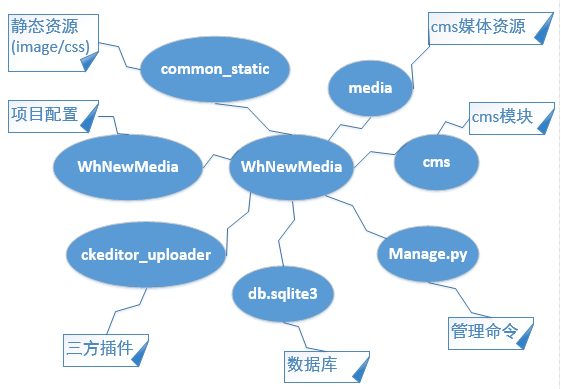 静态资源
(image/css)
common_static
cms媒体资源
media
项目配置
WhNewMedia
WhNewMedia
cms模块
cms
ckeditor_uploader
三方插件
db.sqlite3
数据库
Manage.py
管理命令